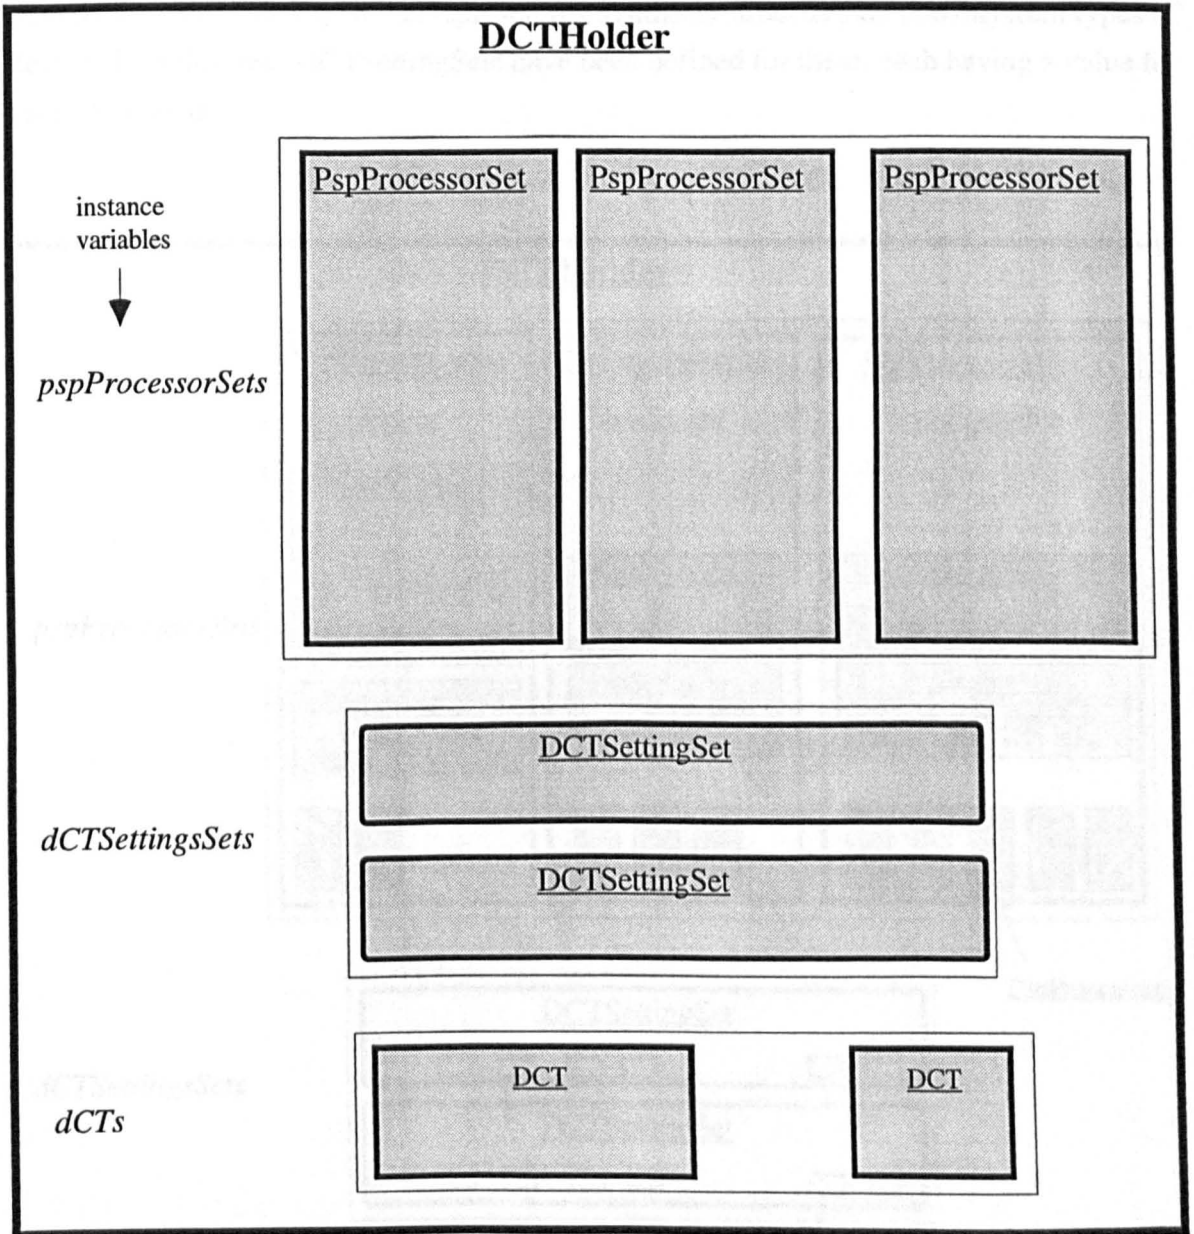 DCTHolder
PspProcessorSet PspProcessorSet PspProcessorSet
instance
variables
pspProcessorSets
DCTSettingSet
dCTSettingsSets
DCTSettingSet
DCT DCT
dCTs